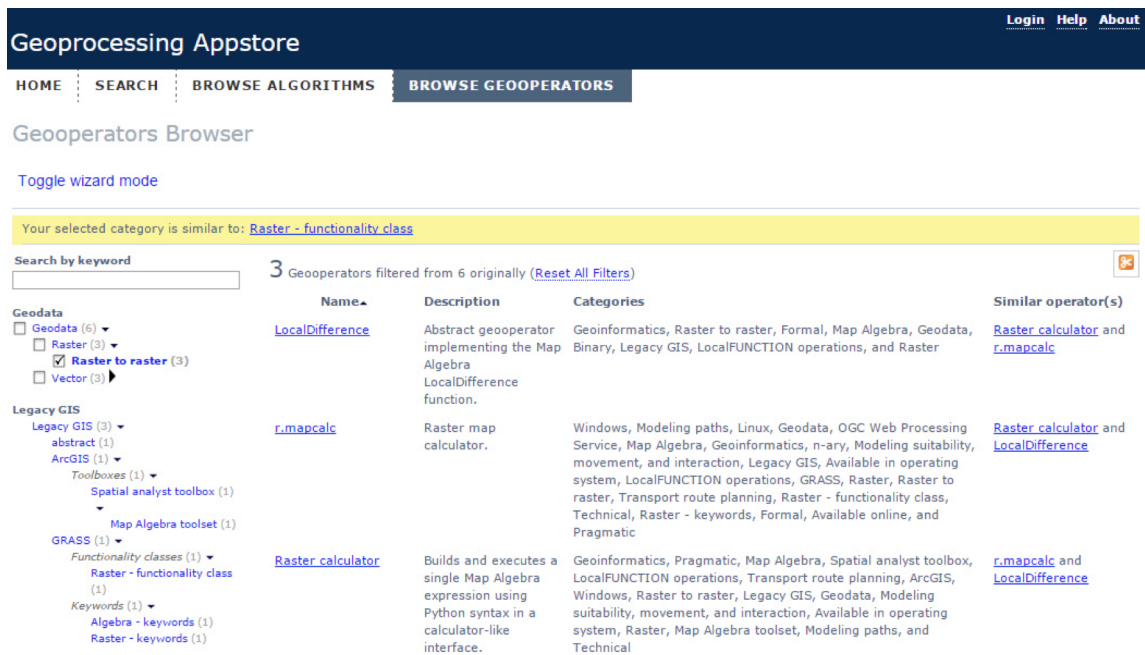 Login Help About
Geoprocessing Appstore
HOME SEARCH BROWSE ALGORITHMS BROWSE GEOOPERATORS
Geooperators Browser
Toggle wizard mode
Your selected category is similar to: Raster - functionality class
Search by keyword
Geodata
Geodata (6)
Raster (3)
Raster to raster (3)
Vector (3)
Legacy GIS
Legacy GIS (3)
abstract (1)
ArcGIS (1)
Toolboxes (1)
Spatial analyst toolbox (1)
Map Algebra toolset (1)
GRASS (1)
Functionality classes (1)
Raster - functionality class
(1)
Keywords (1)
Algebra - keywords (1)
Raster - keywords (1)
3 Geooperators filtered from 6 originally (Reset All Filters)
Name Description Categories Similar operator(s)
LocalDifference
Abstract geooperator
implementing the Map
Algebra
LocalDifference
function.
Geoinformatics, Raster to raster, Formal, Map Algebra, Geodata,
Binary, Legacy GIS, LocalFUNCTION operations, and Raster
Raster calculator and
r.mapcalc
r.mapcalc
Raster map
calculator.
Windows, Modeling paths, Linux, Geodata, OGC Web Processing
Service, Map Algebra, Geoinformatics, n-ary, Modeling suitability,
movement, and interaction, Legacy GIS, Available in operating
system, LocalFUNCTION operations, GRASS, Raster, Raster to
raster, Transport route planning, Raster - functionality class,
Technical, Raster - keywords, Formal, Available online, and
Pragmatic
Raster calculator and
LocalDifference
Raster calculator
Builds and executes a
single Map Algebra
expression using
Python syntax in a
calculator-like
interface.
Geoinformatics, Pragmatic, Map Algebra, Spatial analyst toolbox,
LocalFUNCTION operations, Transport route planning, ArcGIS,
Windows, Raster to raster, Legacy GIS, Geodata, Modeling
suitability, movement, and interaction, Available in operating
system, Raster, Map Algebra toolset, Modeling paths, and
Technical
r.mapcalc and
LocalDifference